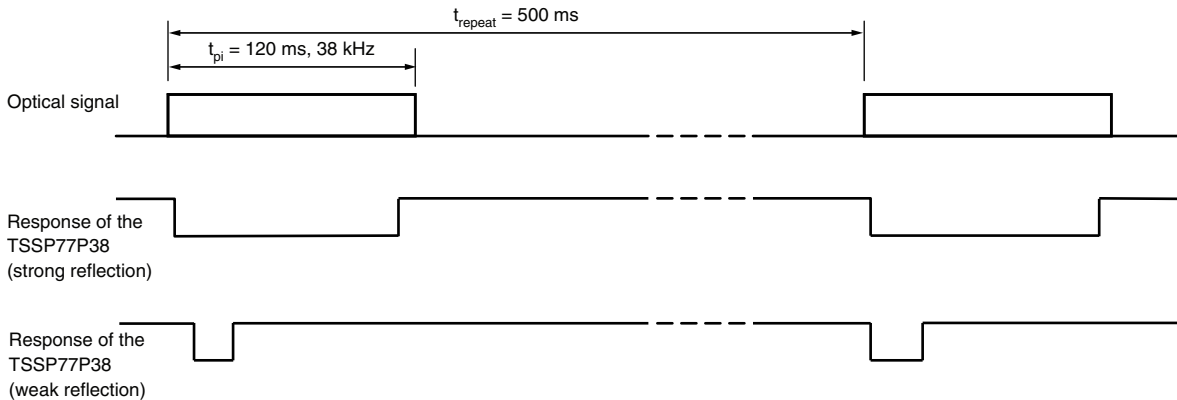 t_repeat = 500 ms
t_pi = 120 ms, 38 kHz
Optical signal
Response of the
TSSP77P38
(strong reflection)
Response of the
TSSP77P38
(weak reflection)